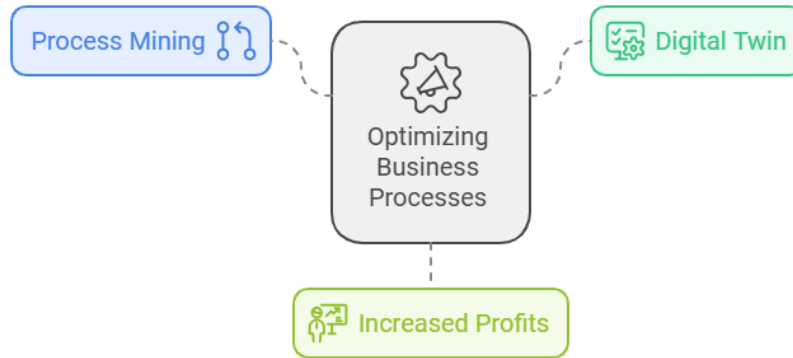 Process Mining
Digital Twin
Optimizing
Business
Processes
Increased Profits